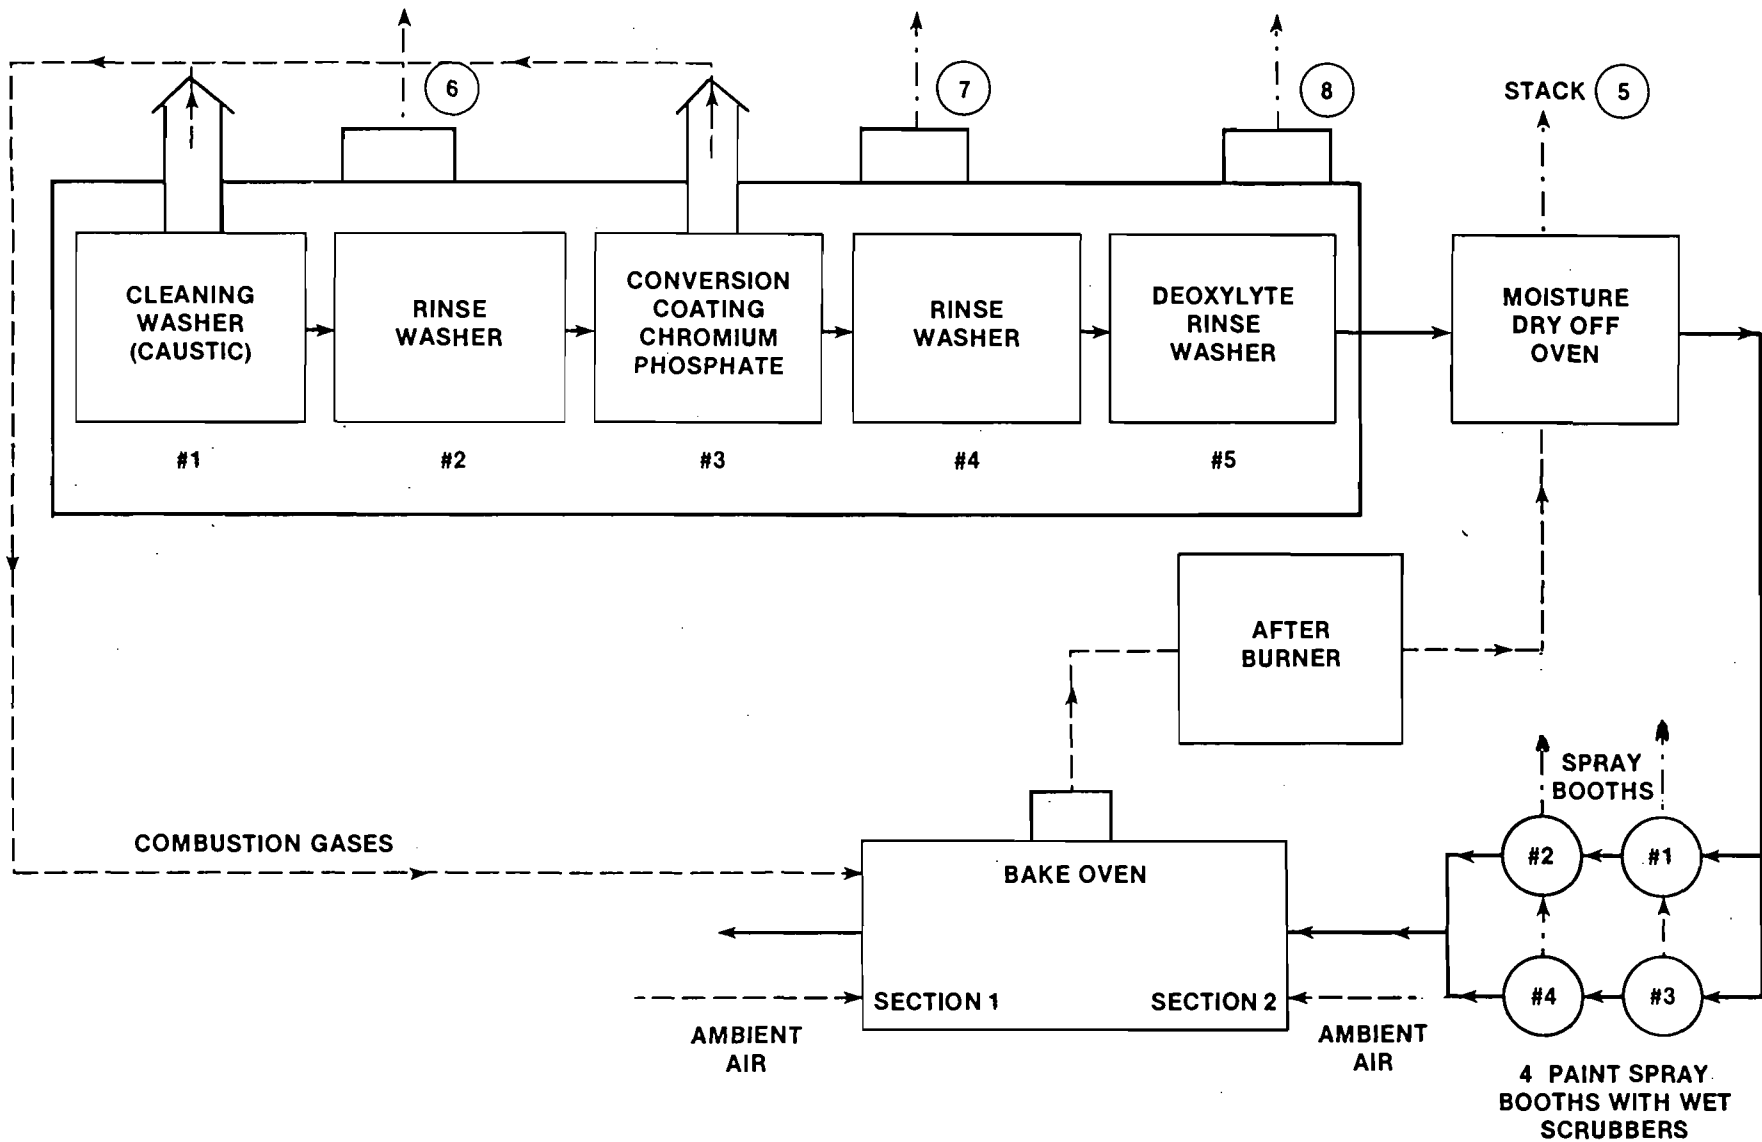 6
7
8
STACK 5
CLEANING
WASHER
(CAUSTIC)
RINSE
WASHER
CONVERSION
COATING
CHROMIUM
PHOSPHATE
RINSE
WASHER
DEOXYLYTE
RINSE
WASHER
MOISTURE
DRY OFF
OVEN
#1
#2
#3
#4
#5
AFTER
BURNER
SPRAY
BOOTHS
COMBUSTION GASES
BAKE OVEN
#2
#1
SECTION 1
SECTION 2
#4
#3
AMBIENT
AIR
AMBIENT
AIR
4 PAINT SPRAY
BOOTHS WITH WET
SCRUBBERS